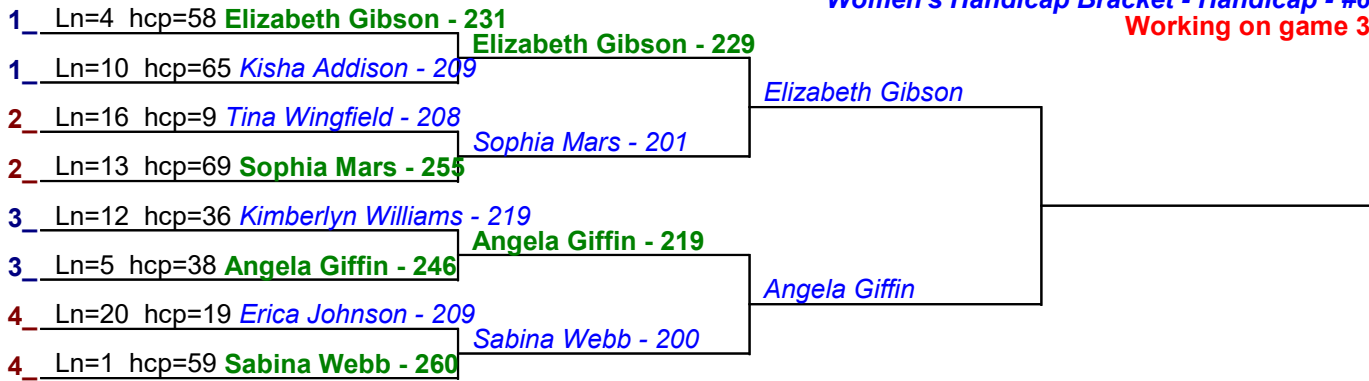 Women's Handicap Bracket - Handicap - #6
Working on game 3
1_ Ln=4 hcp=58 Elizabeth Gibson - 231
Elizabeth Gibson - 229
1_ Ln=10 hcp=65 Kisha Addison - 209
Elizabeth Gibson
2_ Ln=16 hcp=9 Tina Wingfield - 208
Sophia Mars - 201
2_ Ln=13 hcp=69 Sophia Mars - 255
3_ Ln=12 hcp=36 Kimberlyn Williams - 219
Angela Giffin - 219
3_ Ln=5 hcp=38 Angela Giffin - 246
Angela Giffin
4_ Ln=20 hcp=19 Erica Johnson - 209
Sabina Webb - 200
4_ Ln=1 hcp=59 Sabina Webb - 260